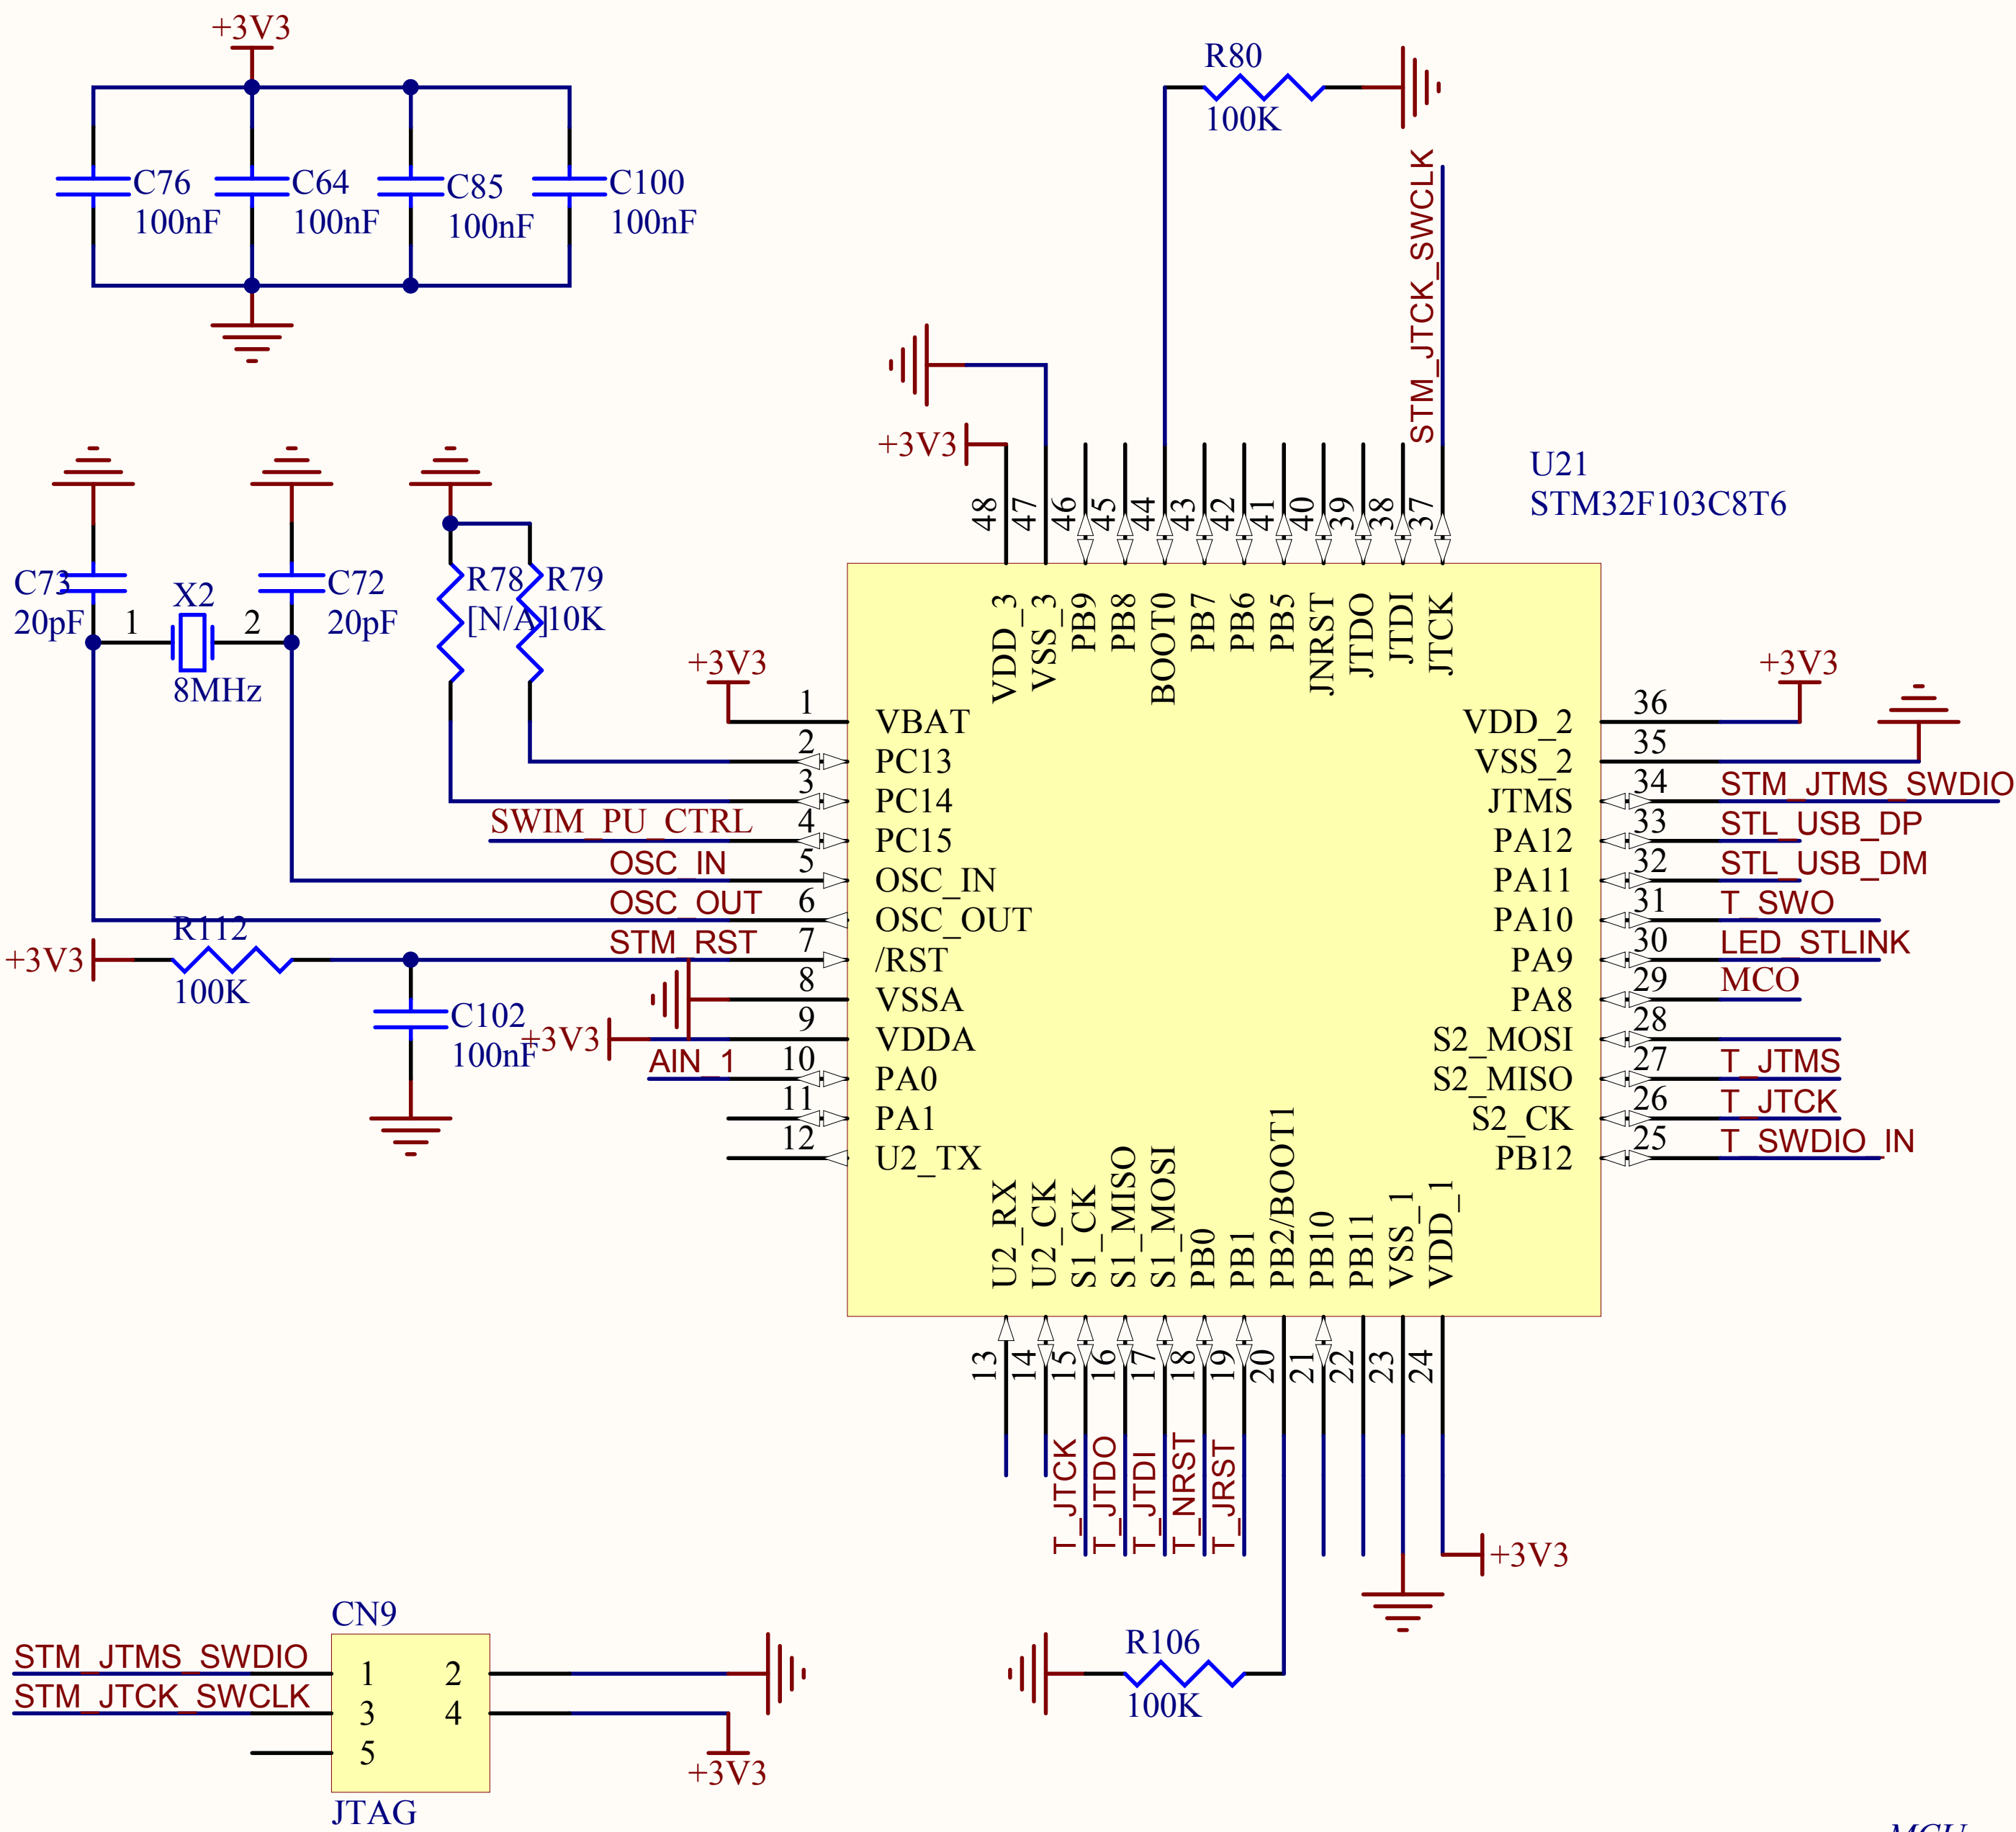 +3V3
C76
100nF
C64
100nF
C85
100nF
C100
100nF
R80
100K
STM_JTCK_SWCLK
+3V3
U21
STM32F103C8T6
C73
20pF
X2
1
2
8MHz
C72
20pF
R78
[N/A]
R79
10K
48
47
46
45
44
43
42
41
40
39
38
37
VDD_3
VSS_3
PB9
PB8
BOOT0
PB7
PB6
PB5
JNRST
JTDO
JTDI
JTCK
+3V3
1 VBAT
2 PC13
3 PC14
SWIM_PU_CTRL 4 PC15
OSC_IN 5 OSC_IN
OSC_OUT 6 OSC_OUT
STM_RST 7 /RST
8 VSSA
+3V3 9 VDDA
AIN_1 10 PA0
11 PA1
12 U2_TX
+3V3
R112
100K
C102
100nF
+3V3
VDD_2 36
VSS_2 35
JTMS 34 STM_JTMS_SWDIO
PA12 33 STL_USB_DP
PA11 32 STL_USB_DM
PA10 31 T_SWO
PA9 30 LED_STLINK
PA8 29 MCO
S2_MOSI 28
S2_MISO 27 T_JTMS
S2_CK 26 T_JTCK
PB12 25 T_SWDIO_IN
U2_RX
U2_CK
S1_CK
S1_MISO
S1_MOSI
PB0
PB1
PB2/BOOT1
PB10
PB11
VSS_1
VDD_1
13
14
15
16
17
18
19
20
21
22
23
24
T_JTCK
T_JTDO
T_JTDI
T_NRST
T_JRST
+3V3
R106
100K
CN9
STM_JTMS_SWDIO 1 2
STM_JTCK_SWCLK 3 4
5
+3V3
JTAG